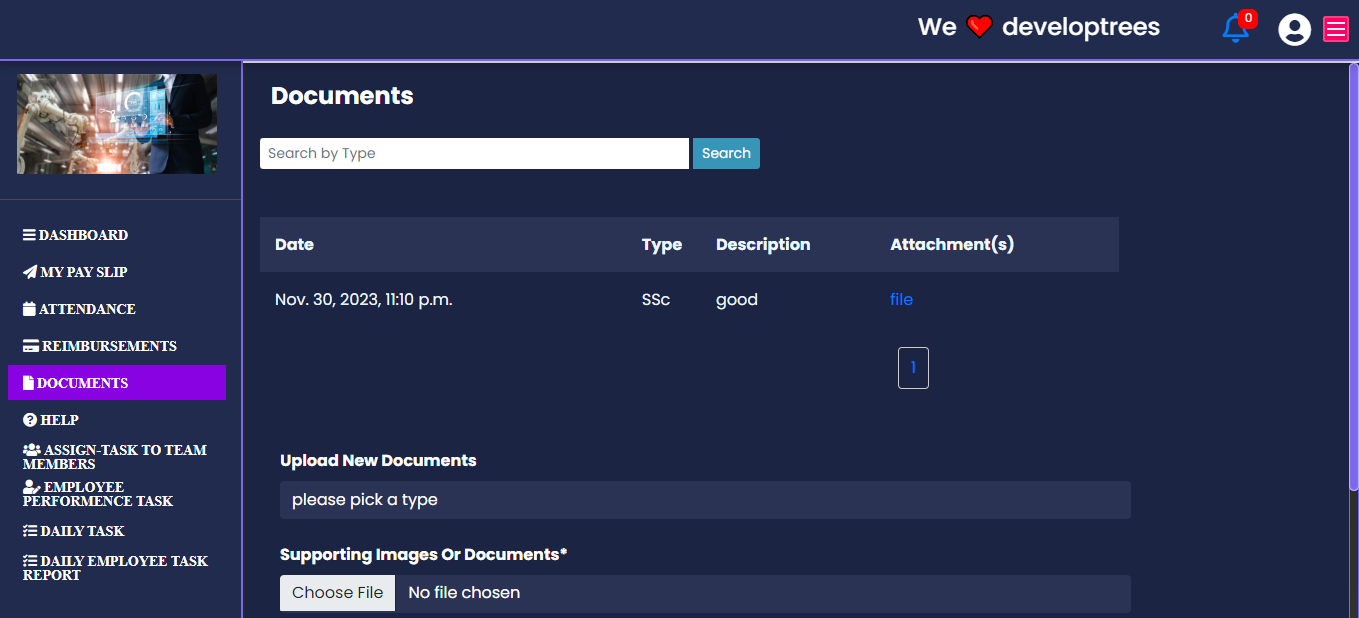 We ❤ developtrees
0
DASHBOARD
MY PAY SLIP
ATTENDANCE
REIMBURSEMENTS
DOCUMENTS
HELP
ASSIGN-TASK TO TEAM
MEMBERS
EMPLOYEE
PERFORMENCE TASK
DAILY TASK
DAILY EMPLOYEE TASK
REPORT
Documents
Search by Type
Search
Date Type Description Attachment(s)
Nov. 30, 2023, 11:10 p.m. SSc good file
1
Upload New Documents
please pick a type
Supporting Images Or Documents*
Choose File No file chosen